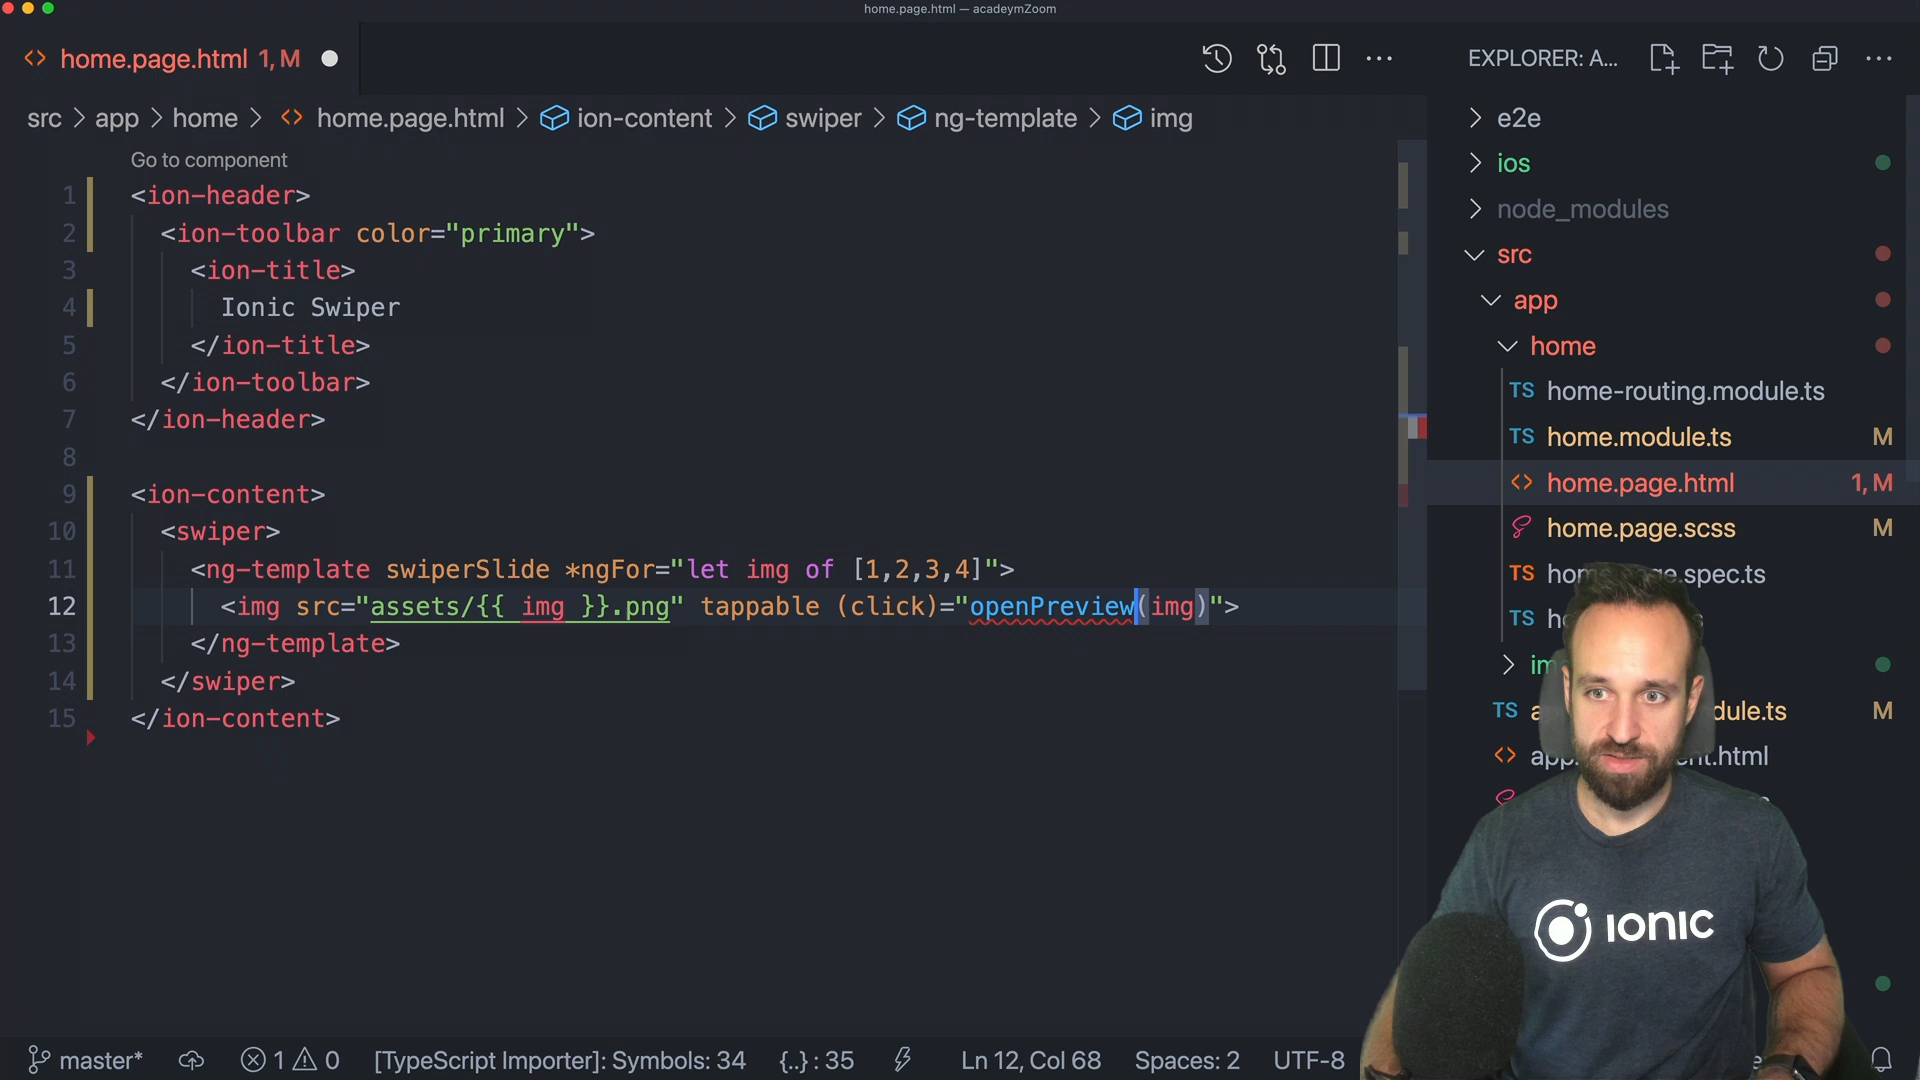 home.page.html — acadeymZoom
home.page.html 1, M
EXPLORER: A...
src > app > home > home.page.html > ion-content > swiper > ng-template > img
Go to component
1 <ion-header>
2 <ion-toolbar color="primary">
3 <ion-title>
4 Ionic Swiper
5 </ion-title>
6 </ion-toolbar>
7 </ion-header>
8
9 <ion-content>
10 <swiper>
11 <ng-template swiperSlide *ngFor="let img of [1,2,3,4]">
12 <img src="assets/{{ img }}.png" tappable (click)="openPreview(img)">
13 </ng-template>
14 </swiper>
15 </ion-content>
e2e
ios
node_modules
src
app
home
TS home-routing.module.ts
TS home.module.ts M
home.page.html 1, M
home.page.scss M
TS spec.ts
TS
TS dule.ts M
html
IONIC
master* 1 0 [TypeScript Importer]: Symbols: 34 {..} : 35 Ln 12, Col 68 Spaces: 2 UTF-8